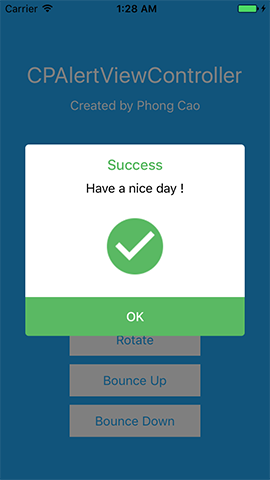 Carrier 1:28 AM
CPAlertViewController
Created by Phong Cao
Success
Have a nice day !
OK
Rotate
Bounce Up
Bounce Down